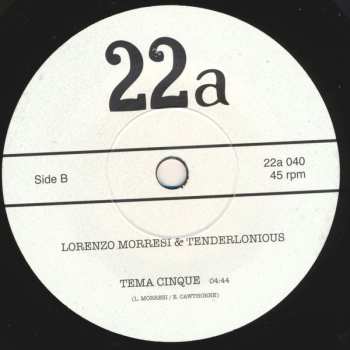 22a
Side B
22a 040
45 rpm
LORENZO MORRESI & TENDERLONIOUS
TEMA CINQUE 04:44
(L. MORRESI / E. CAWTHORNE)